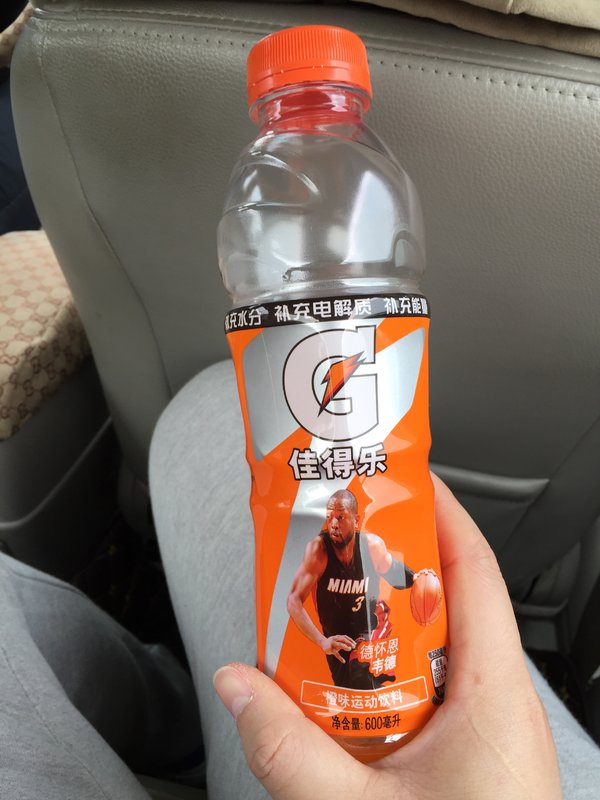 补充水分 补充电解质 补充能
G
佳得乐
MIAMI
3
德怀恩
韦德
橙味运动饮料
净含量:600毫升